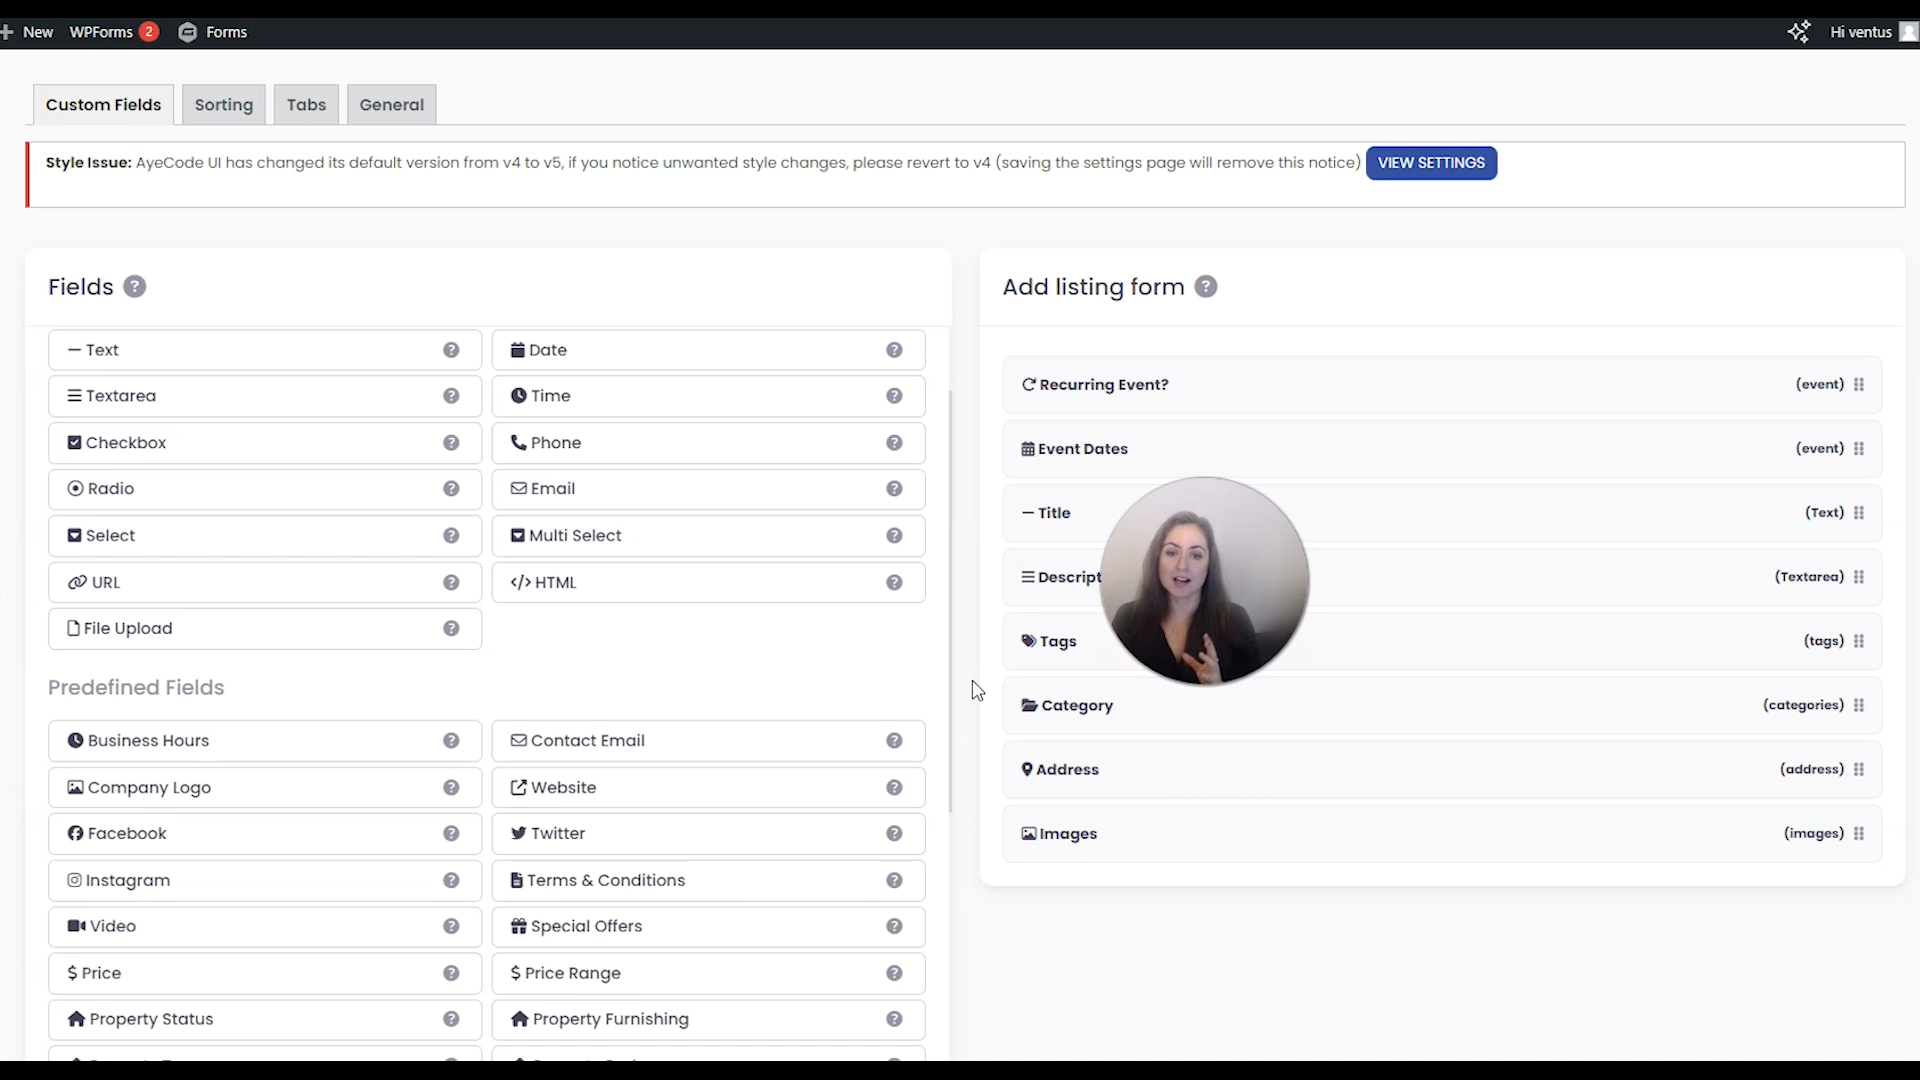 New WPForms 2 Forms Hi ventus
Custom Fields Sorting Tabs General
Style Issue: AyeCode UI has changed its default version from v4 to v5, if you notice unwanted style changes, please revert to v4 (saving the settings page will remove this notice) VIEW SETTINGS
Fields ?
Text ?
Date ?
Textarea ?
Time ?
Checkbox ?
Phone ?
Radio ?
Email ?
Select ?
Multi Select ?
URL ?
HTML ?
File Upload ?
Predefined Fields
Business Hours ?
Contact Email ?
Company Logo ?
Website ?
Facebook ?
Twitter ?
Instagram ?
Terms & Conditions ?
Video ?
Special Offers ?
$ Price ?
$ Price Range ?
Property Status ?
Property Furnishing ?
Add listing form ?
Recurring Event? (event)
Event Dates (event)
Title (Text)
Descript (Textarea)
Tags (tags)
Category (categories)
Address (address)
Images (images)